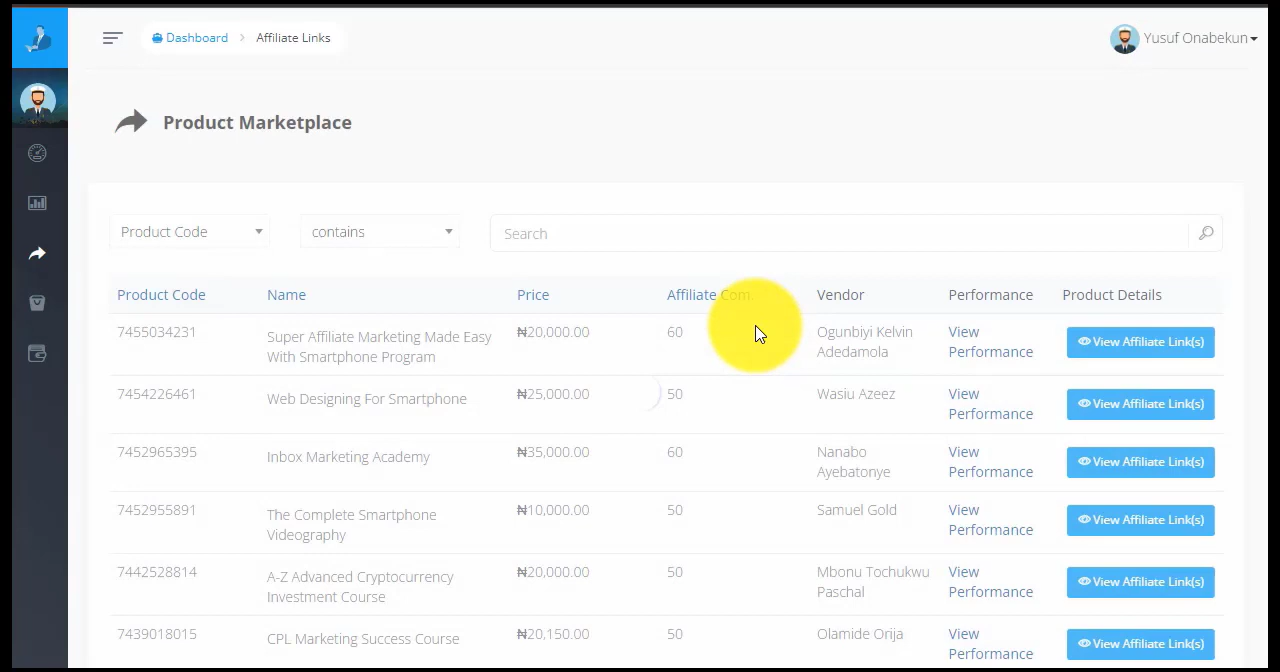 Dashboard > Affiliate Links
Yusuf Onabekun
Product Marketplace
Product Code
contains
Search
Product Code Name Price Affiliate Com. Vendor Performance Product Details
7455034231 Super Affiliate Marketing Made Easy With Smartphone Program ₦20,000.00 60 Ogunbiyi Kelvin Adedamola View Performance View Affiliate Link(s)
7454226461 Web Designing For Smartphone ₦25,000.00 50 Wasiu Azeez View Performance View Affiliate Link(s)
7452965395 Inbox Marketing Academy ₦35,000.00 60 Nanabo Ayebatonye View Performance View Affiliate Link(s)
7452955891 The Complete Smartphone Videography ₦10,000.00 50 Samuel Gold View Performance View Affiliate Link(s)
7442528814 A-Z Advanced Cryptocurrency Investment Course ₦20,000.00 50 Mbonu Tochukwu Paschal View Performance View Affiliate Link(s)
7439018015 CPL Marketing Success Course ₦20,150.00 50 Olamide Orija View Performance View Affiliate Link(s)